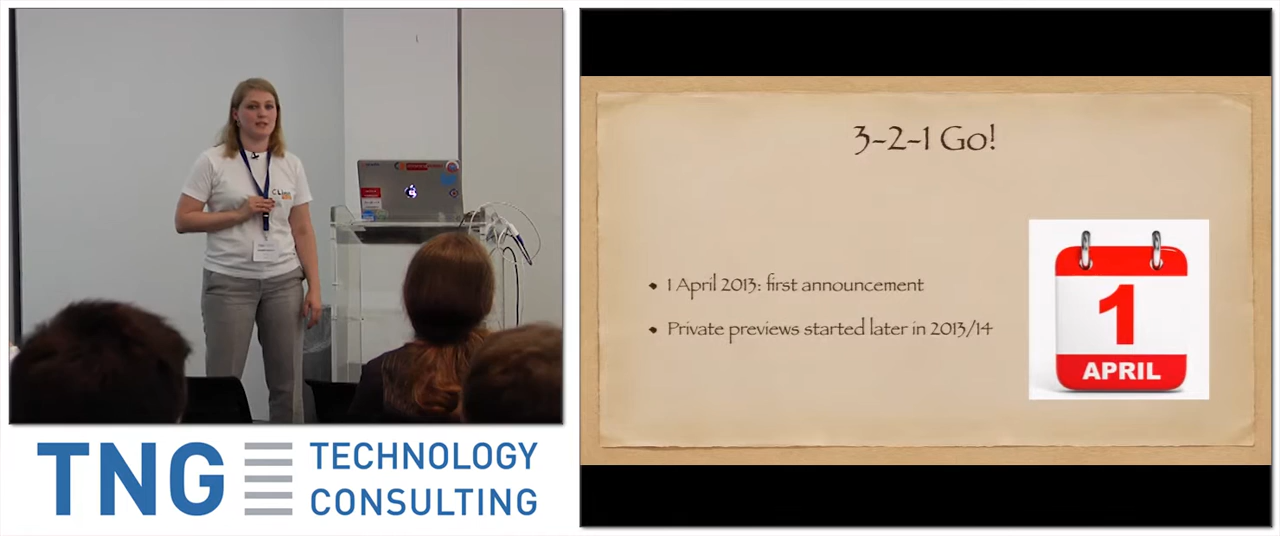 3-2-1 Go!
• 1 April 2013: first announcement
• Private previews started later in 2013/14
1
APRIL
TNG TECHNOLOGY
CONSULTING